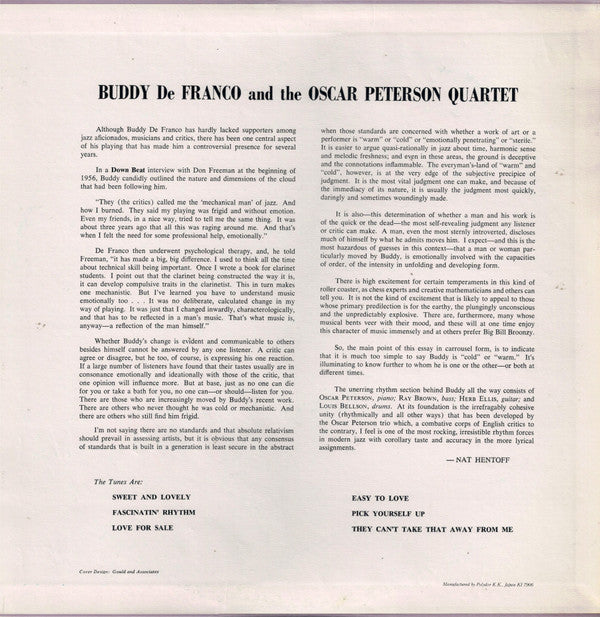 BUDDY De FRANCO and the OSCAR PETERSON QUARTET
Although Buddy De Franco has hardly lacked supporters among
jazz aficionados, musicians and critics, there has been one central aspect
of his playing that has made him a controversial presence for several
years.
In a Down Beat interview with Don Freeman at the beginning of
1956, Buddy candidly outlined the nature and dimensions of the cloud
that had been following him.
"They (the critics) called me the 'mechanical man' of jazz. And
how I burned. They said my playing was frigid and without emotion.
Even my friends, in a nice way, tried to tell me the same thing. It was
about three years ago that all this was raging around me. And that's
when I felt the need for some professional help, emotionally."
De Franco then underwent psychological therapy, and, he told
Freeman, "it has made a big, big difference. I used to think all the time
about technical skill being important. Once I wrote a book for clarinet
students. I point out that the clarinet being constructed the way it is,
it can develop compulsive traits in the clarinetist. This in turn makes
one mechanistic. But I've learned to have to understand music
emotionally too . . . It was no deliberate, calculated change in my
way of playing. It was just that I changed inwardly, characterologically,
and that has to be reflected in a man's music. That's what music is,
anyway—a reflection of the man himself."
Whether Buddy's change is evident and communicable to others
besides himself cannot be answered by any one listener. A critic can
agree or disagree, but he too, of course, is expressing his one reaction.
If a large number of listeners have found that their tastes usually are in
consonance emotionally and ideationally with those of the critic, that
one opinion will influence more. But at base, just as no one can die
for you or take a bath for you, no one can—or should—listen for you.
There are those who are increasingly moved by Buddy's recent work.
There are others who never thought he was cold or mechanistic. And
there are others who still find him frigid.
I'm not saying there are no standards and that absolute relativism
should prevail in assessing artists, but it is obvious that any consensus
of standards that is built in a generation is least secure in the abstract
when those standards are concerned with whether a work of art or a
performer is "warm" or "cold" or "emotionally penetrating" or "sterile."
It is easier to argue quasi-rationally in jazz about time, harmonic sense
and melodic freshness; and even in these areas, the ground is deceptive
and the connotations inflammable. The everyman's-land of "warm" and
"cold", however, is at the very edge of the subjective precipice of
judgment. It is the most vital judgment one can make, and because of
the immediacy of its nature, it is usually the judgment most quickly,
daringly and sometimes woundingly made.
It is also—this determination of whether a man and his work is
of the quick or the dead—the most self-revealing judgment any listener
or critic can make. A man, even the most sternly introverted, discloses
much of himself by what he admits moves him. I expect—and this is the
most hazardous of guesses in this context—that a man or woman par-
ticularly moved by Buddy, is emotionally involved with the capacities
of order, of the intensity in unfolding and developing form.
There is high excitement for certain temperaments in this kind of
roller coaster, as chess experts and creative mathematicians and others can
tell you. It is not the kind of excitement that is likely to appeal to those
whose primary predilection is for the earthy, the plungingly unconscious
and the unpredictably explosive. There are, furthermore, many whose
musical bents veer with their mood, and these will at one time enjoy
this character of music immensely and at others prefer Big Bill Broonzy.
So, the main point of this essay in carrousel form, is to indicate
that it is much too simple to say Buddy is "cold" or "warm." It's
illuminating to know further to whom he is one or the other—or both at
different times.
The unerring rhythm section behind Buddy all the way consists of
OSCAR PETERSON, piano; RAY BROWN, bass; HERB ELLIS, guitar; and
LOUIS BELLSON, drums. At its foundation is the irrefragably cohesive
unity (rhythmically and all other ways) that has been developed by
the Oscar Peterson trio which, a combative corps of English critics to
the contrary, I feel is one of the most rocking, irresistible rhythm forces
in modern jazz with corollary taste and accuracy in the more lyrical
assignments.
—NAT HENTOFF
The Tunes Are:
SWEET AND LOVELY
FASCINATIN' RHYTHM
LOVE FOR SALE
EASY TO LOVE
PICK YOURSELF UP
THEY CAN'T TAKE THAT AWAY FROM ME
Cover Design: Gould and Associates
Manufactured by Polydor K.K., Japan